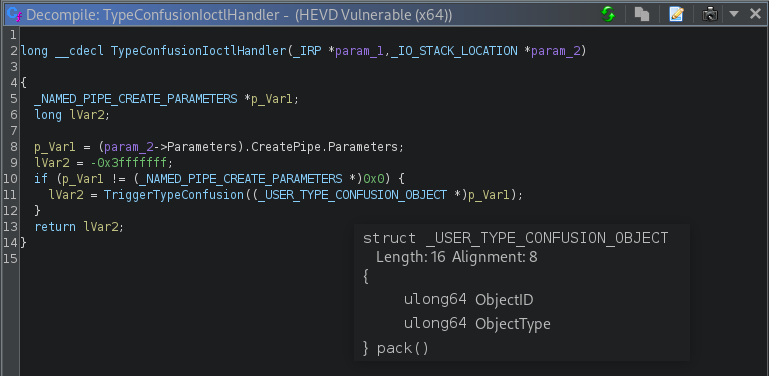 Decompile: TypeConfusionIoctlHandler - (HEVD Vulnerable (x64))
1
2 long __cdecl TypeConfusionIoctlHandler(_IRP *param_1,_IO_STACK_LOCATION *param_2)
3
4 {
5 _NAMED_PIPE_CREATE_PARAMETERS *p_Var1;
6 long lVar2;
7
8 p_Var1 = (param_2->Parameters).CreatePipe.Parameters;
9 lVar2 = -0x3fffffff;
10 if (p_Var1 != (_NAMED_PIPE_CREATE_PARAMETERS *)0x0) {
11 lVar2 = TriggerTypeConfusion((_USER_TYPE_CONFUSION_OBJECT *)p_Var1);
12 }
13 return lVar2;
14 }
15
struct _USER_TYPE_CONFUSION_OBJECT
Length: 16 Alignment: 8
{
ulong64 ObjectID
ulong64 ObjectType
} pack()